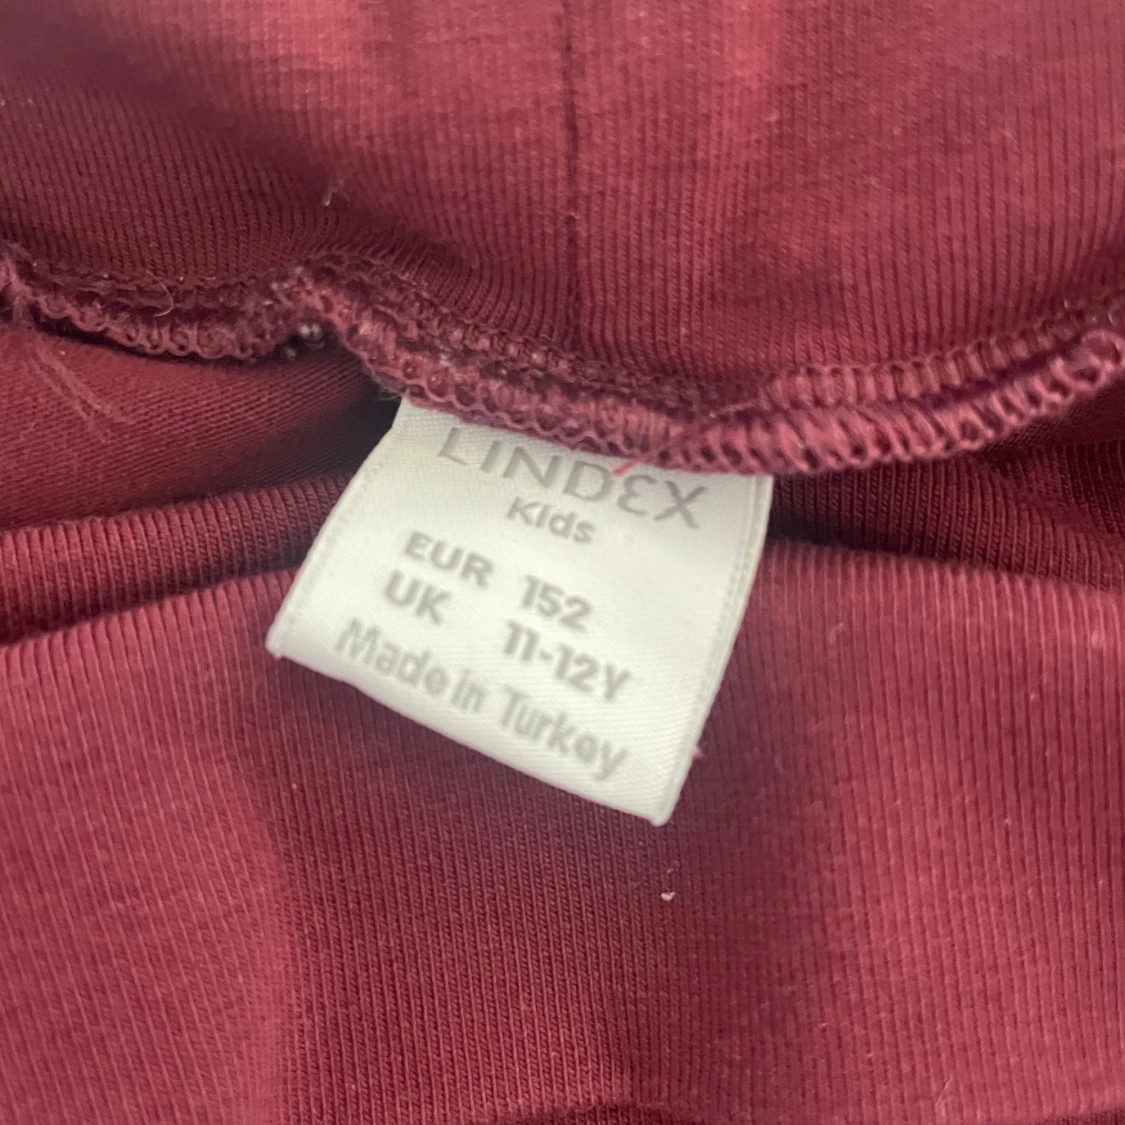 LINDEX
Kids
EUR 152
UK 11-12Y
Made in Turkey